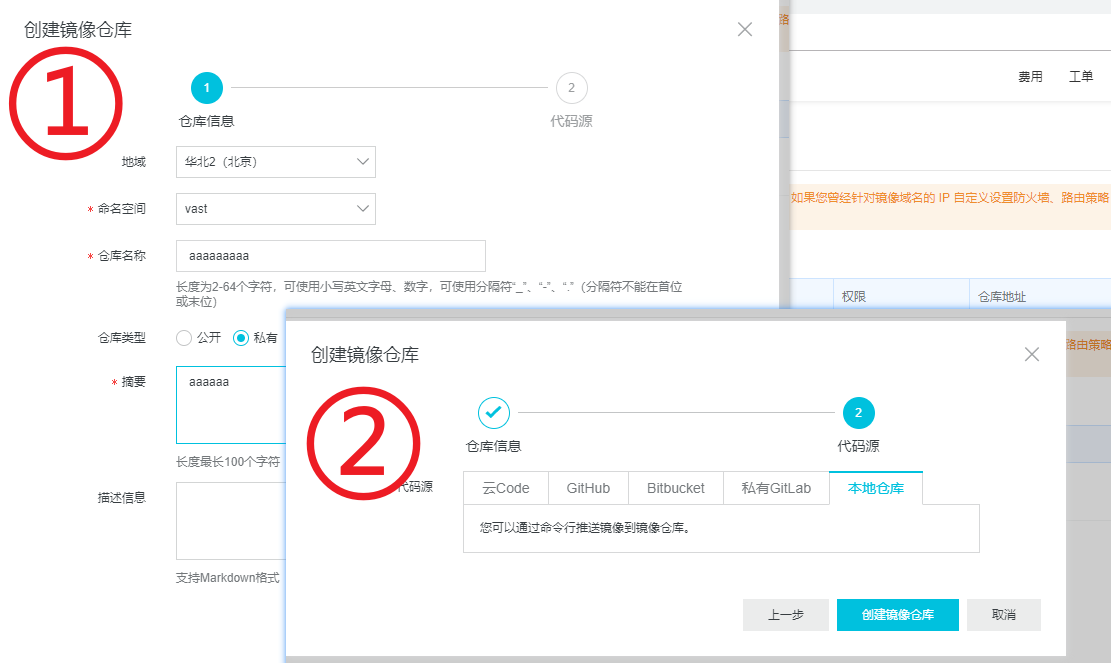 创建镜像仓库
路
①
1
2
仓库信息
代码源
费用
工单
地域
华北2（北京）
* 命名空间
vast
如果您曾经针对镜像域名的 IP 自定义设置防火墙、路由策略
* 仓库名称
aaaaaaaaa
长度为2-64个字符，可使用小写英文字母、数字，可使用分隔符“_”、“-”、“.”（分隔符不能在首位
或末位）
权限
仓库地址
仓库类型
公开
私有
* 摘要
aaaaaa
长度最长100个字符
描述信息
支持Markdown格式
创建镜像仓库
路由策略
②
2
仓库信息
代码源
代码源
云Code
GitHub
Bitbucket
私有GitLab
本地仓库
您可以通过命令行推送镜像到镜像仓库。
上一步
创建镜像仓库
取消